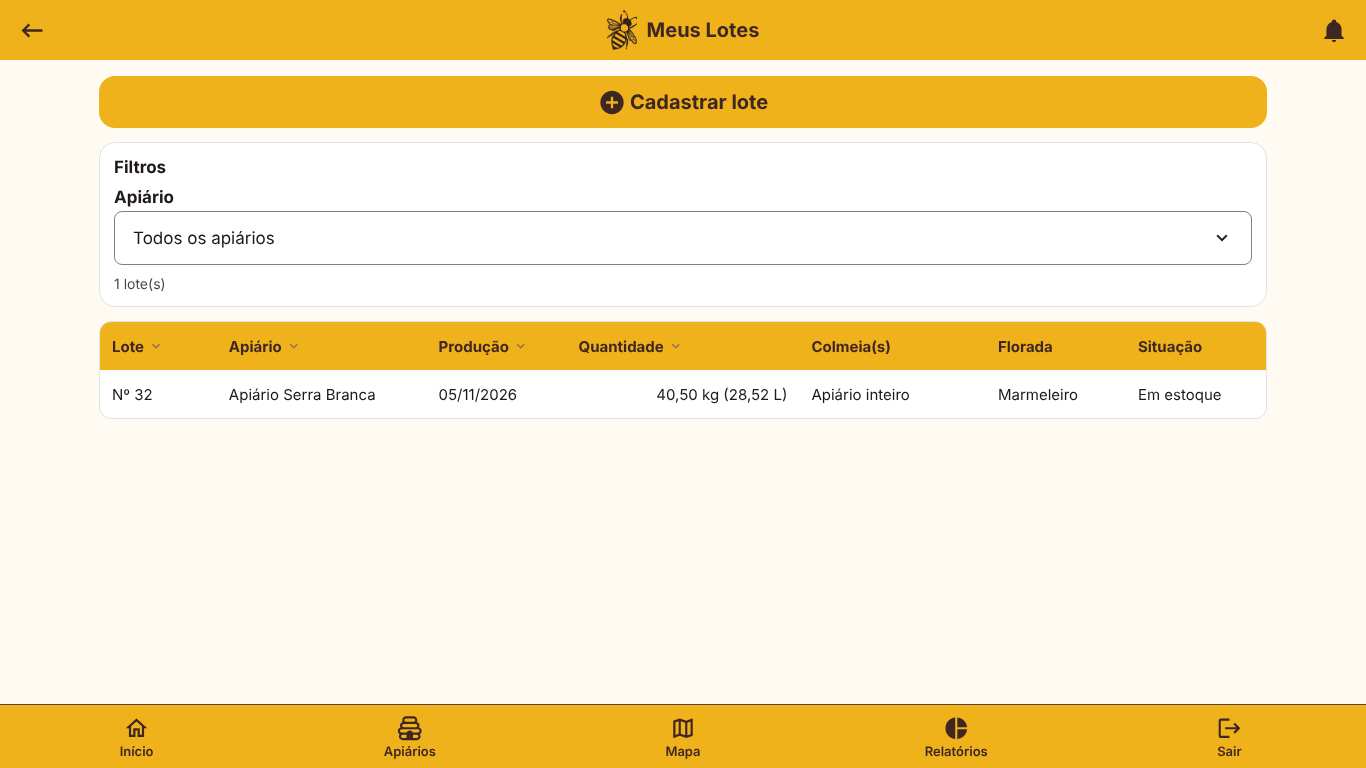 Meus Lotes
Cadastrar lote
Filtros
Apiário
Todos os apiários
1 lote(s)
Lote Apiário Produção Quantidade Colmeia(s) Florada Situação
Nº 32 Apiário Serra Branca 05/11/2026 40,50 kg (28,52 L) Apiário inteiro Marmeleiro Em estoque
Início Apiários Mapa Relatórios Sair